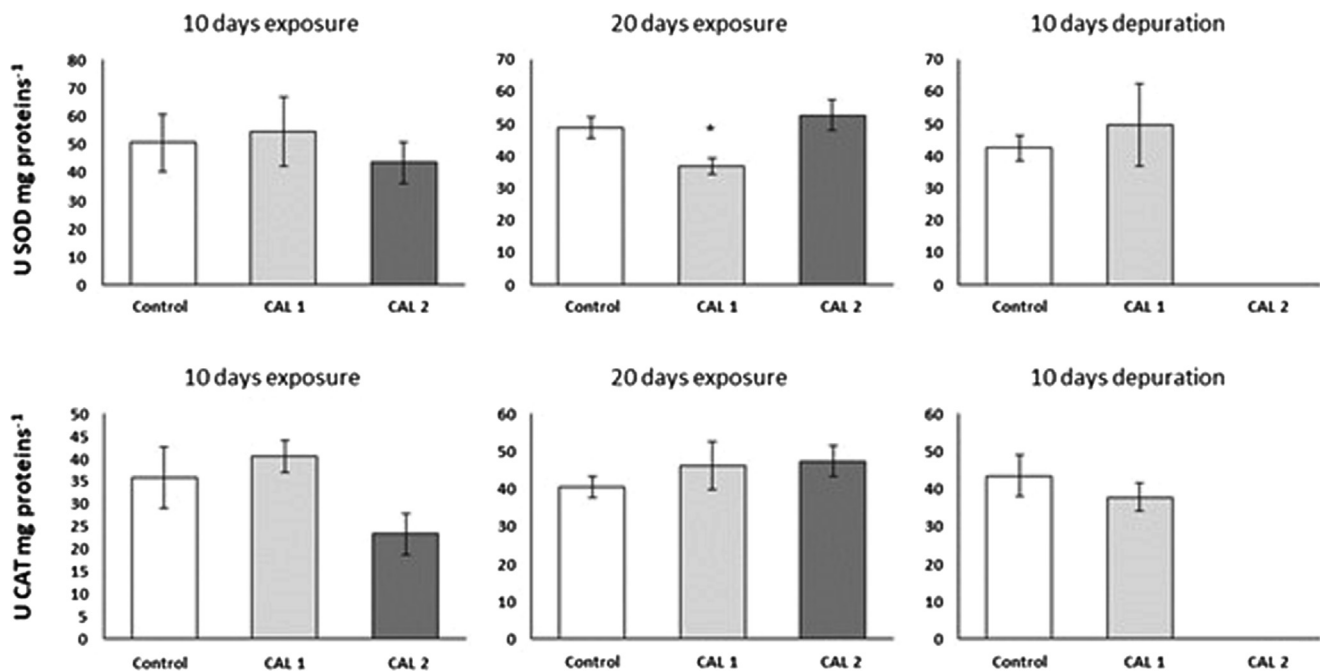 10 days exposure
20 days exposure
10 days depuration
U SOD mg proteins⁻¹
80
70
60
50
40
30
20
10
0
Control
CAL 1
CAL 2
70
60
50
40
30
20
10
0
*
Control
CAL 1
CAL 2
70
60
50
40
30
20
10
0
Control
CAL 1
CAL 2
10 days exposure
20 days exposure
10 days depuration
U CAT mg proteins⁻¹
50
45
40
35
30
25
20
15
10
5
0
Control
CAL 1
CAL 2
60
50
40
30
20
10
0
Control
CAL 1
CAL 2
60
50
40
30
20
10
0
Control
CAL 1
CAL 2